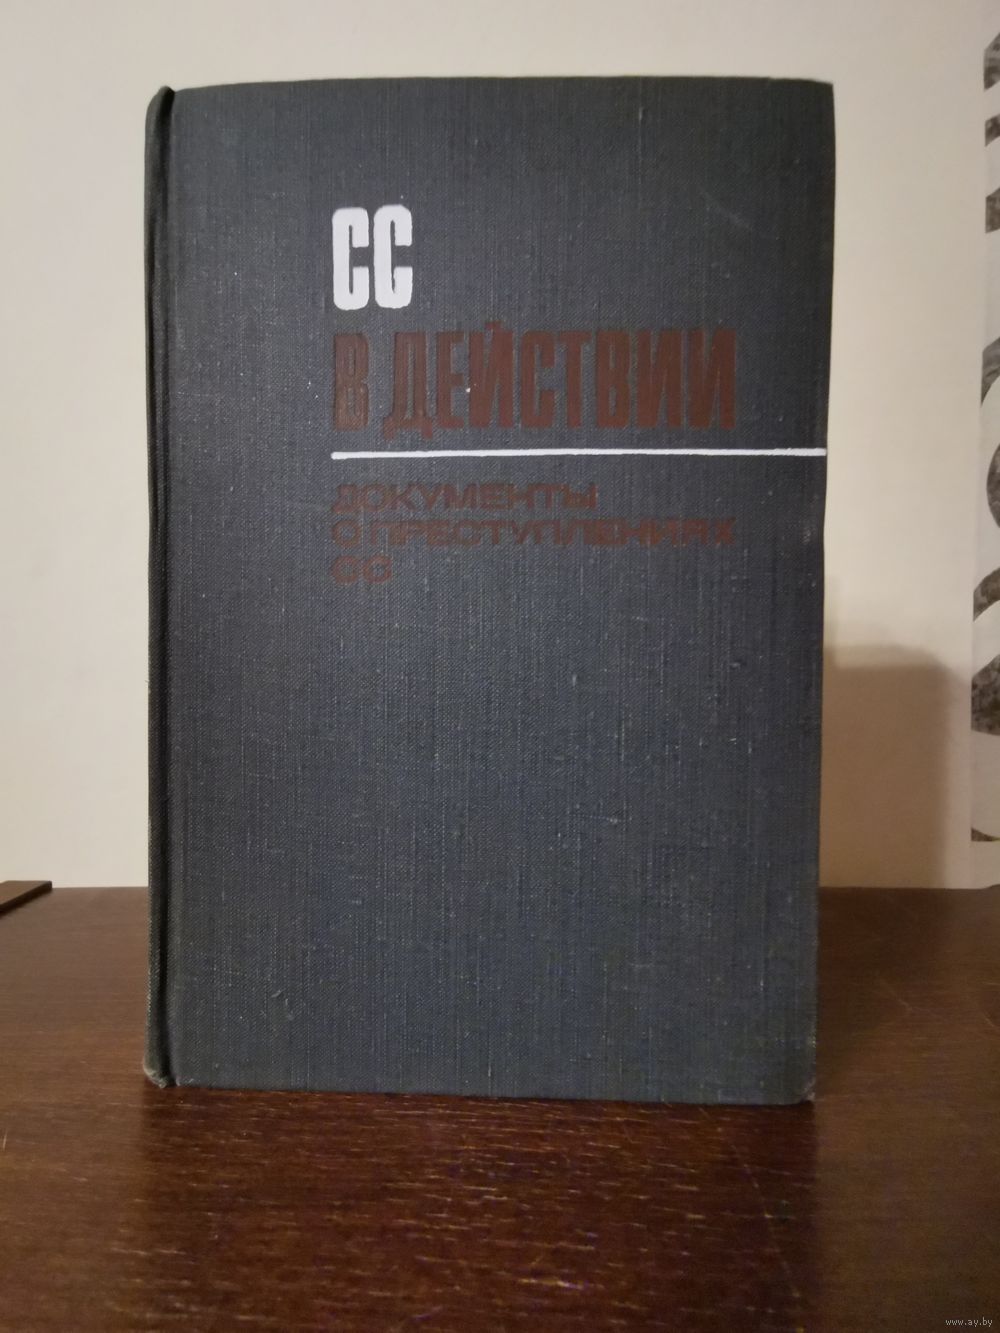 СС
В ДЕЙСТВИИ
ДОКУМЕНТЫ
О ПРЕСТУПЛЕНИЯХ
СС
www.ay.by